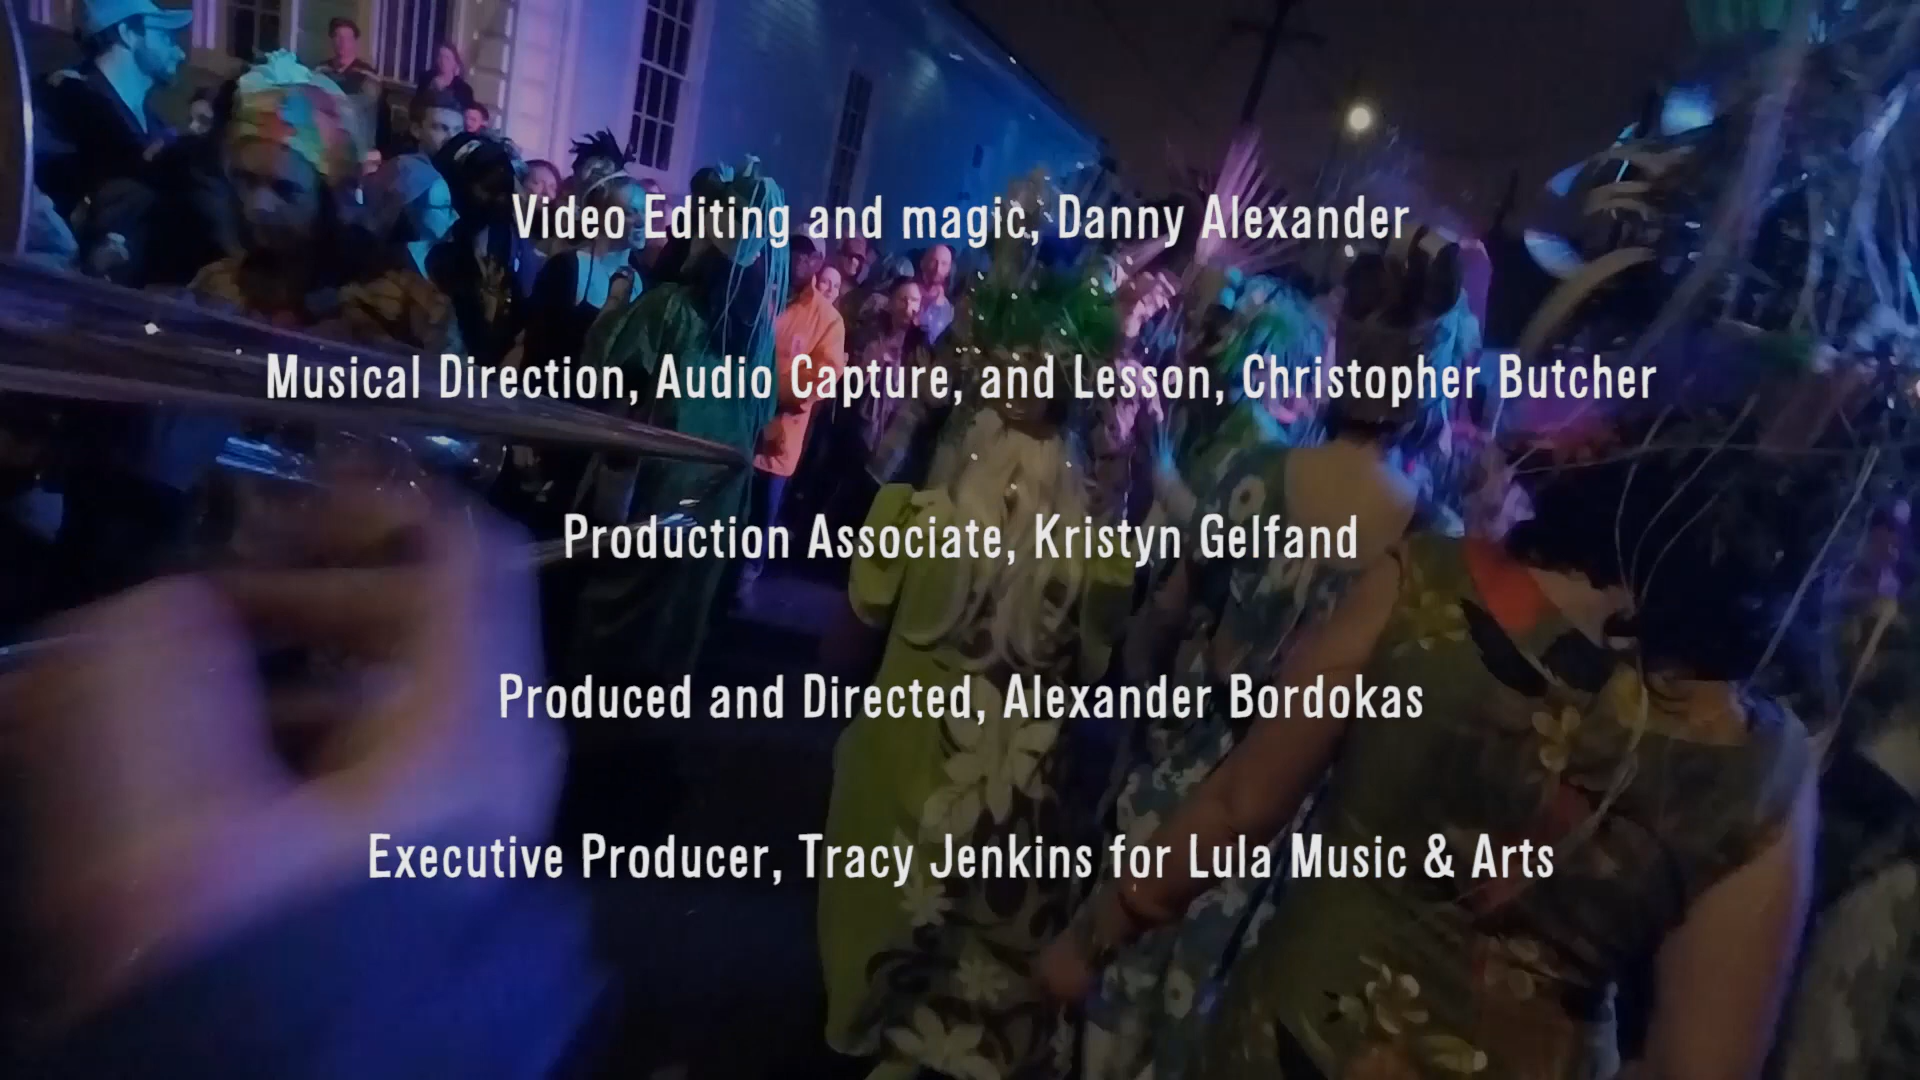 Video Editing and magic, Danny Alexander
Musical Direction, Audio Capture, and Lesson, Christopher Butcher
Production Associate, Kristyn Gelfand
Produced and Directed, Alexander Bordokas
Executive Producer, Tracy Jenkins for Lula Music & Arts